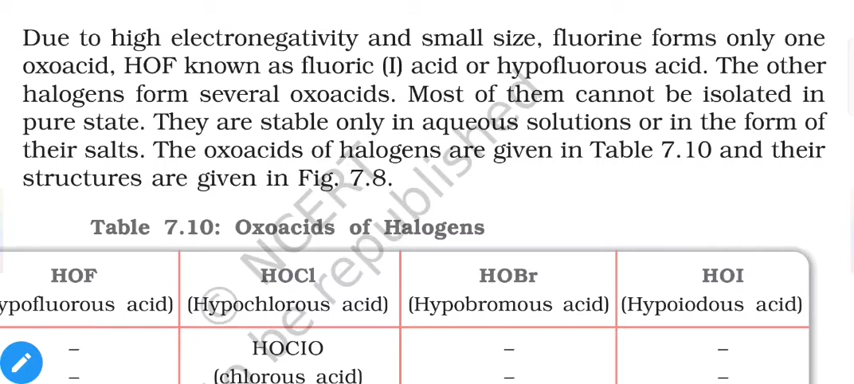 Due to high electronegativity and small size, fluorine forms only one
oxoacid, HOF known as fluoric (I) acid or hypofluorous acid. The other
halogens form several oxoacids. Most of them cannot be isolated in
pure state. They are stable only in aqueous solutions or in the form of
their salts. The oxoacids of halogens are given in Table 7.10 and their
structures are given in Fig. 7.8.
Table 7.10: Oxoacids of Halogens
HOF HOCl HOBr HOI
ypofluorous acid) (Hypochlorous acid) (Hypobromous acid) (Hypoiodous acid)
– HOCIO – –
– (chlorous acid) – –
© NCERT
o be republished